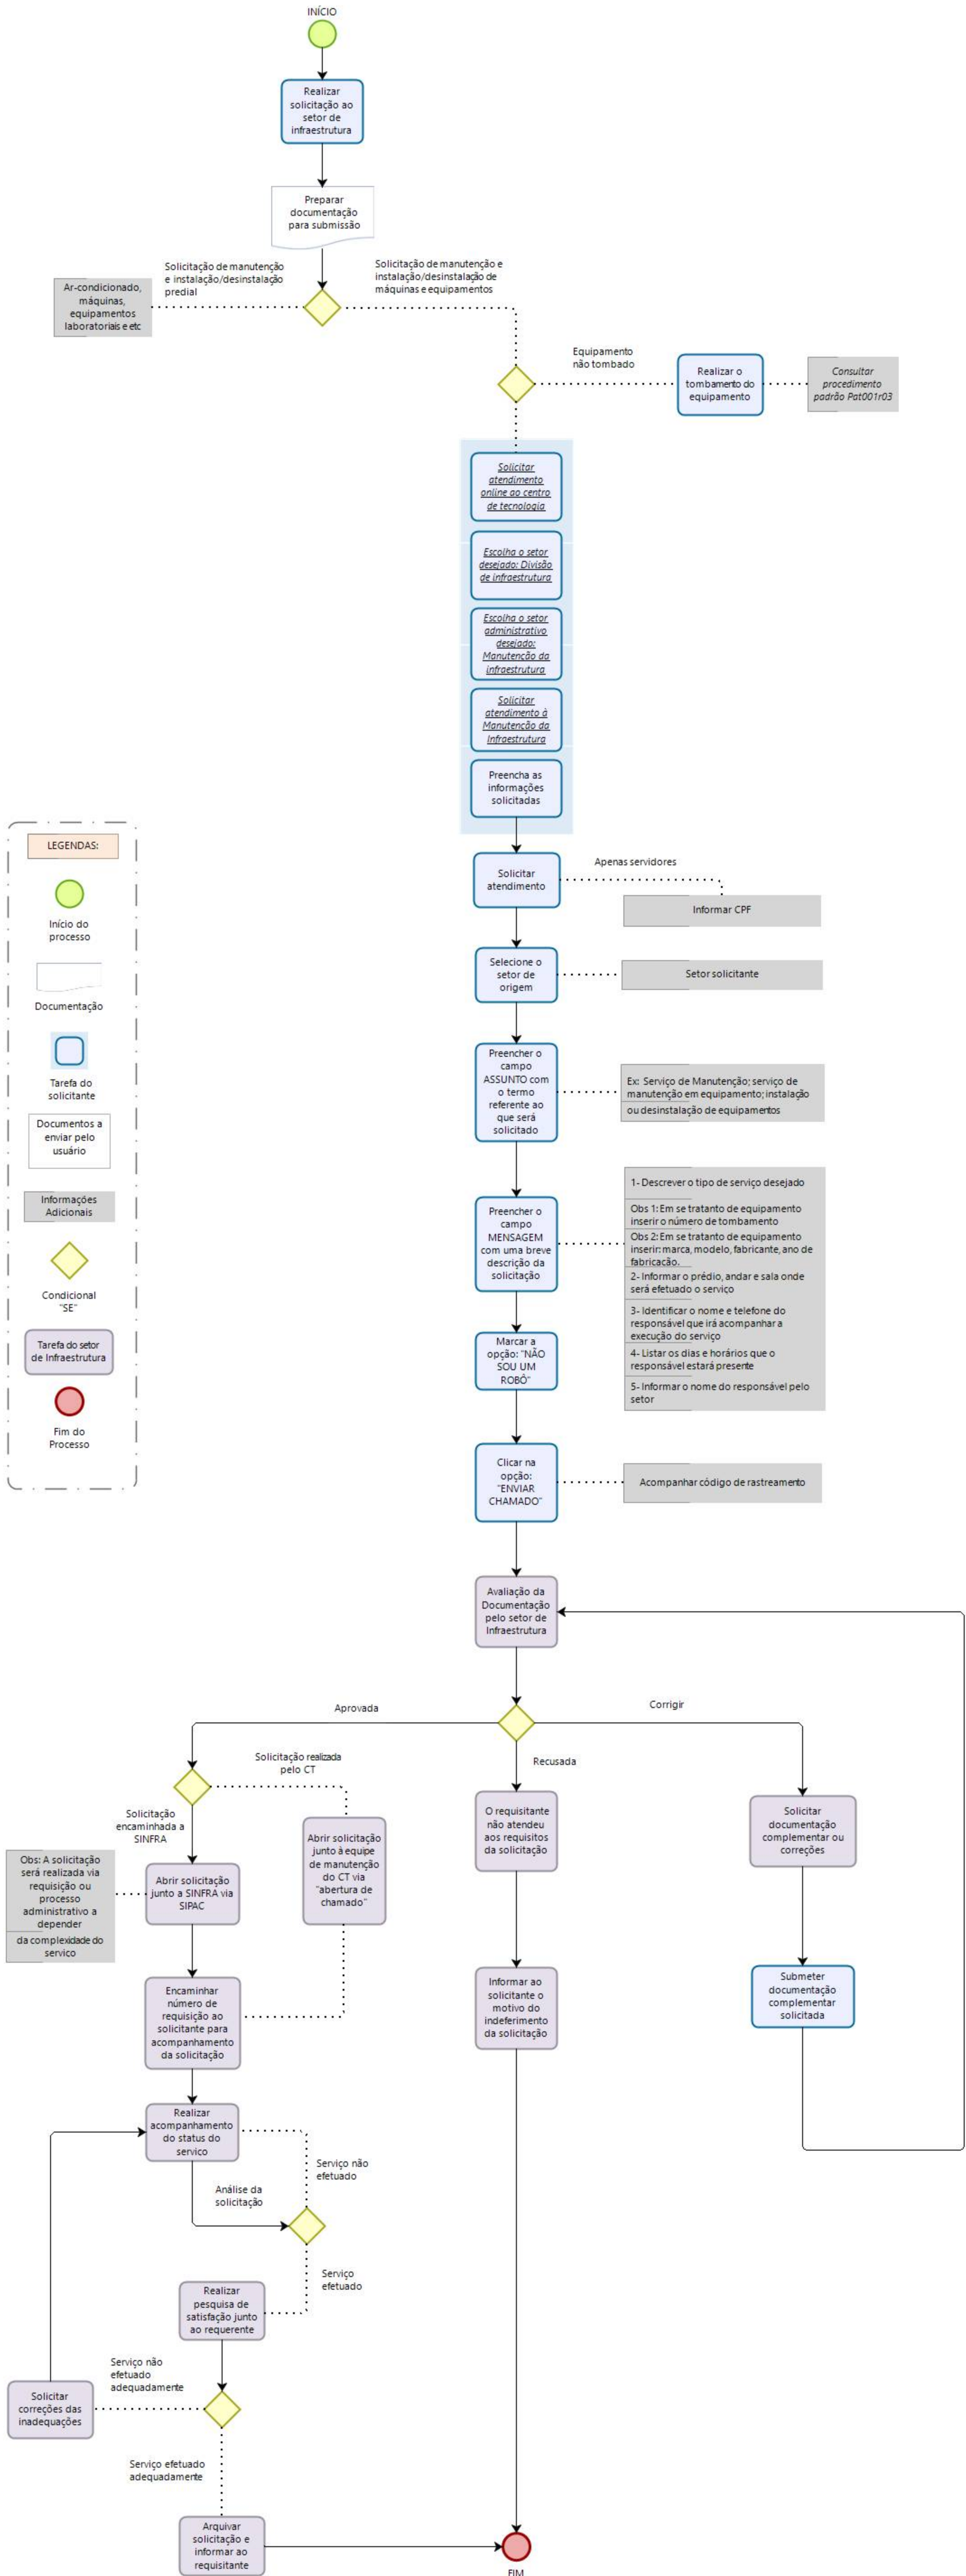 INÍCIO
Realizar
solicitação ao
setor de
infraestrutura
Preparar
documentação
para submissão
Solicitação de manutenção
e instalação/desinstalação
predial
Solicitação de manutenção e
instalação/desinstalação de
máquinas e equipamentos
Ar-condicionado,
máquinas,
equipamentos
laboratoriais e etc
Equipamento
não tombado
Realizar o
tombamento do
equipamento
Consultar
procedimento
padrão Pat001r03
Solicitar
atendimento
online ao centro
de tecnologia
Escolha o setor
desejado: Divisão
de infraestrutura
Escolha o setor
administrativo
desejado:
Manutenção da
infraestrutura
Solicitar
atendimento à
Manutenção da
Infraestrutura
Preencha as
informações
solicitadas
LEGENDAS:
Início do
processo
Documentação
Tarefa do
solicitante
Documentos a
enviar pelo
usuário
Informações
Adicionais
Condicional
"SE"
Tarefa do setor
de Infraestrutura
Fim do
Processo
Solicitar
atendimento
Apenas servidores
Informar CPF
Selecione o
setor de
origem
Setor solicitante
Preencher o
campo
ASSUNTO com
o termo
referente ao
que será
solicitado
Ex: Serviço de Manutenção; serviço de
manutenção em equipamento; instalação
ou desinstalação de equipamentos
Preencher o
campo
MENSAGEM
com uma breve
descrição da
solicitação
1- Descrever o tipo de serviço desejado
Obs 1: Em se tratanto de equipamento
inserir o número de tombamento
Obs 2: Em se tratanto de equipamento
inserir: marca, modelo, fabricante, ano de
fabricação.
2- Informar o prédio, andar e sala onde
será efetuado o serviço
3- Identificar o nome e telefone do
responsável que irá acompanhar a
execução do serviço
4- Listar os dias e horários que o
responsável estará presente
5- Informar o nome do responsável pelo
setor
Marcar a
opção: "NÃO
SOU UM
ROBÔ"
Clicar na
opção:
"ENVIAR
CHAMADO"
Acompanhar código de rastreamento
Avaliação da
Documentação
pelo setor de
Infraestrutura
Aprovada
Corrigir
Recusada
Solicitação realizada
pelo CT
Solicitação
encaminhada a
SINFRA
Obs: A solicitação
será realizada via
requisição ou
processo
administrativo a
depender
da complexidade do
servico
Abrir solicitação
junto a SINFRA via
SIPAC
Abrir solicitação
junto à equipe
de manutenção
do CT via
"abertura de
chamado"
O requisitante
não atendeu
aos requisitos
da solicitação
Solicitar
documentação
complementar ou
correções
Encaminhar
número de
requisição ao
solicitante para
acompanhamento
da solicitação
Informar ao
solicitante o
motivo do
indeferimento
da solicitação
Submeter
documentação
complementar
solicitada
Realizar
acompanhamento
do status do
servico
Serviço não
efetuado
Análise da
solicitação
Serviço
efetuado
Realizar
pesquisa de
satisfação junto
ao requerente
Serviço não
efetuado
adequadamente
Solicitar
correções das
inadequações
Serviço efetuado
adequadamente
Arquivar
solicitação e
informar ao
requisitante
FIM